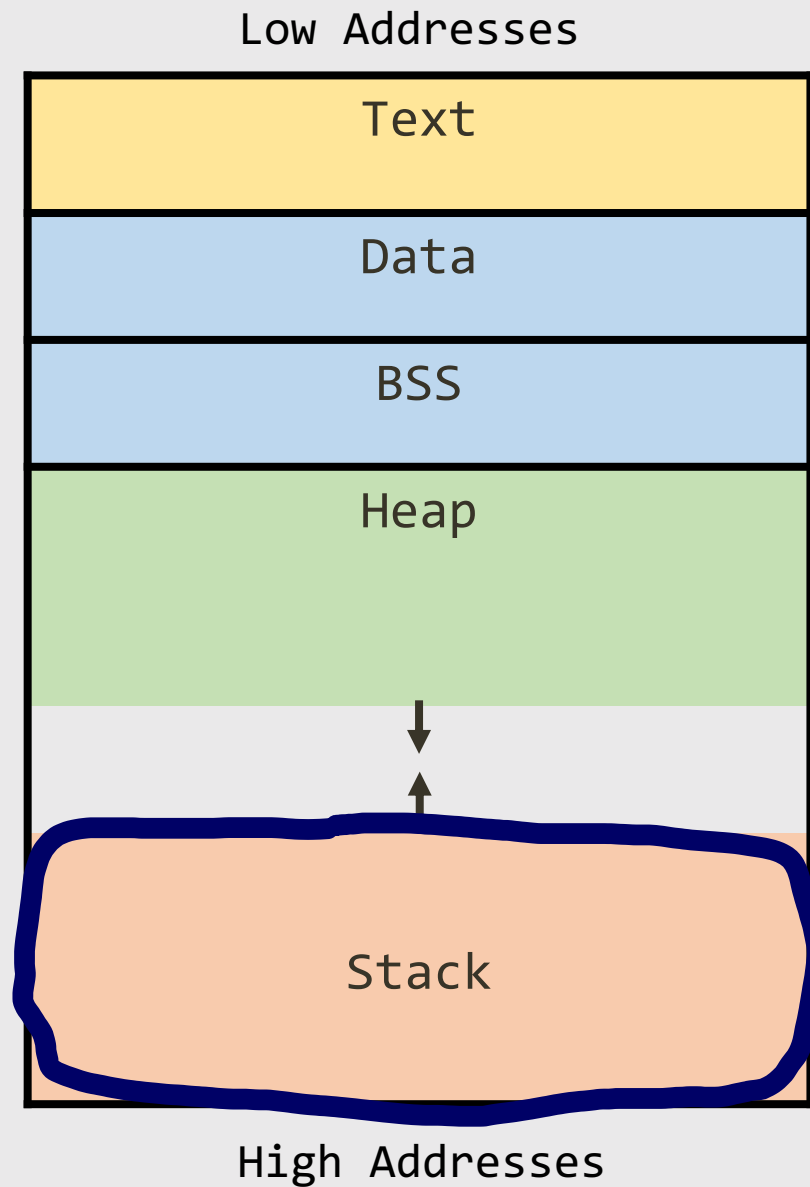 Low Addresses
Text
Data
BSS
Heap
Stack
High Addresses